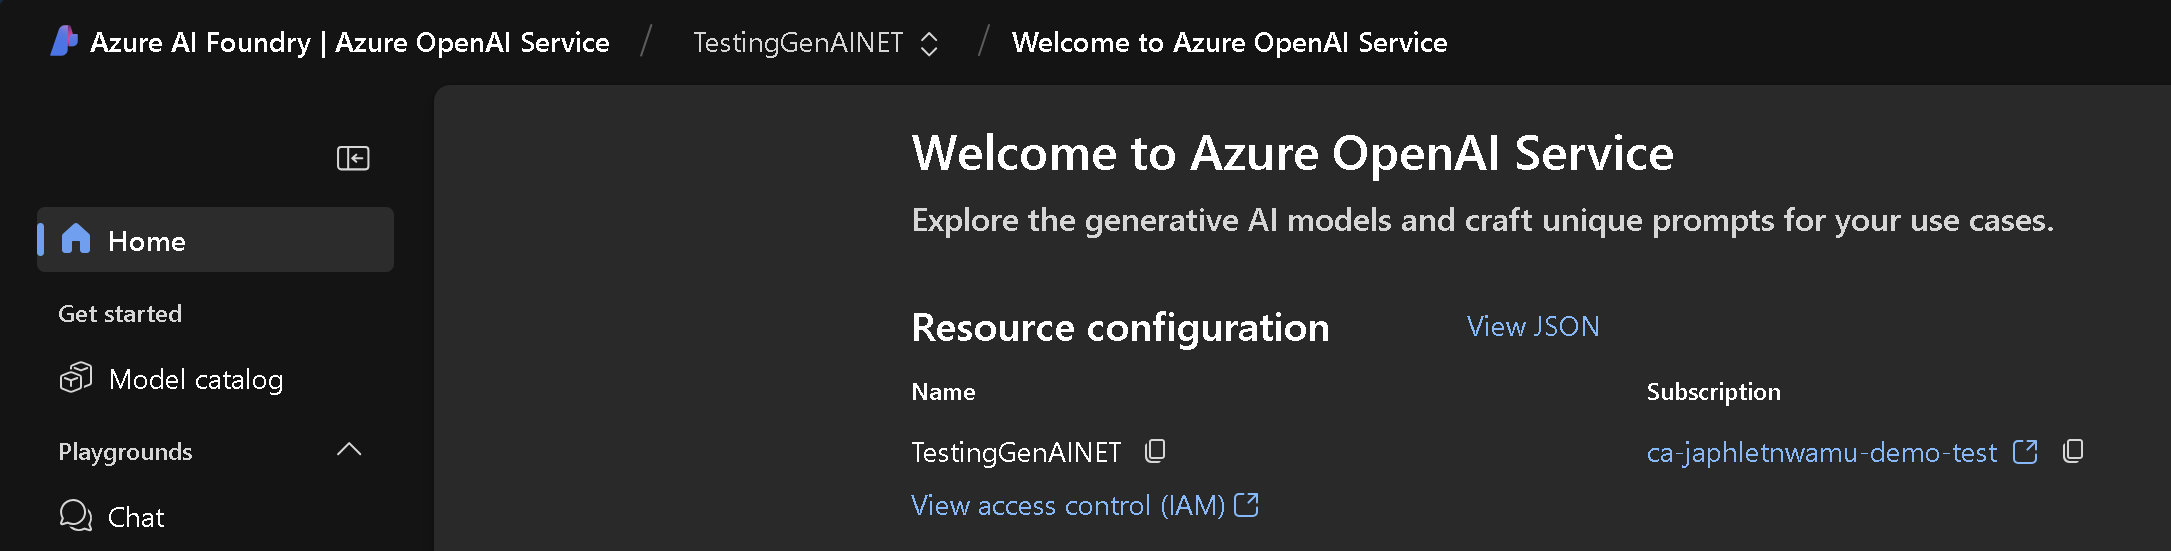 Azure AI Foundry | Azure OpenAI Service / TestingGenAINET / Welcome to Azure OpenAI Service
Home
Get started
Model catalog
Playgrounds
Chat
Welcome to Azure OpenAI Service
Explore the generative AI models and craft unique prompts for your use cases.
Resource configuration
View JSON
Name
TestingGenAINET
View access control (IAM)
Subscription
ca-japhletnwamu-demo-test